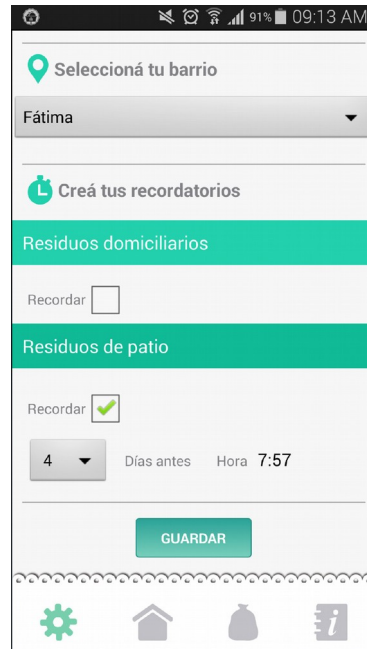 91% 09:13 AM
Seleccioná tu barrio
Fátima
Creá tus recordatorios
Residuos domiciliarios
Recordar
Residuos de patio
Recordar
4 Días antes Hora 7:57
GUARDAR
i